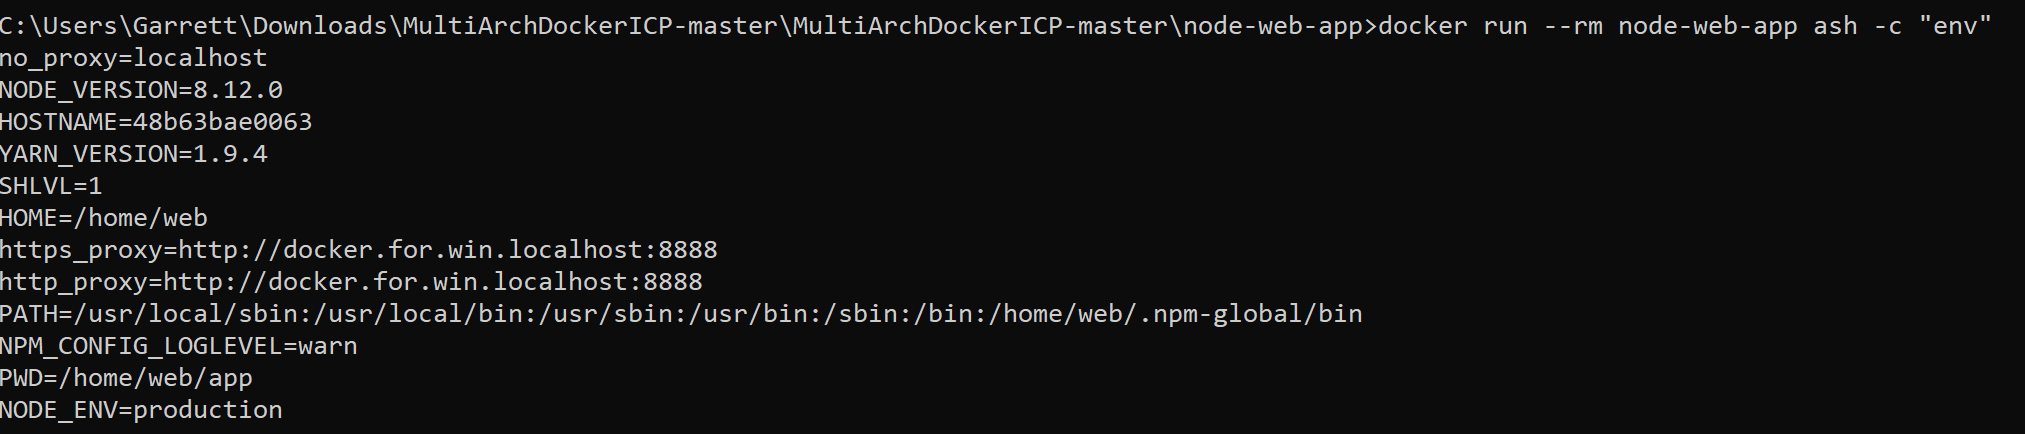 C:\Users\Garrett\Downloads\MultiArchDockerICP-master\MultiArchDockerICP-master\node-web-app>docker run --rm node-web-app ash -c "env"
no_proxy=localhost
NODE_VERSION=8.12.0
HOSTNAME=48b63bae0063
YARN_VERSION=1.9.4
SHLVL=1
HOME=/home/web
https_proxy=http://docker.for.win.localhost:8888
http_proxy=http://docker.for.win.localhost:8888
PATH=/usr/local/sbin:/usr/local/bin:/usr/sbin:/usr/bin:/sbin:/bin:/home/web/.npm-global/bin
NPM_CONFIG_LOGLEVEL=warn
PWD=/home/web/app
NODE_ENV=production